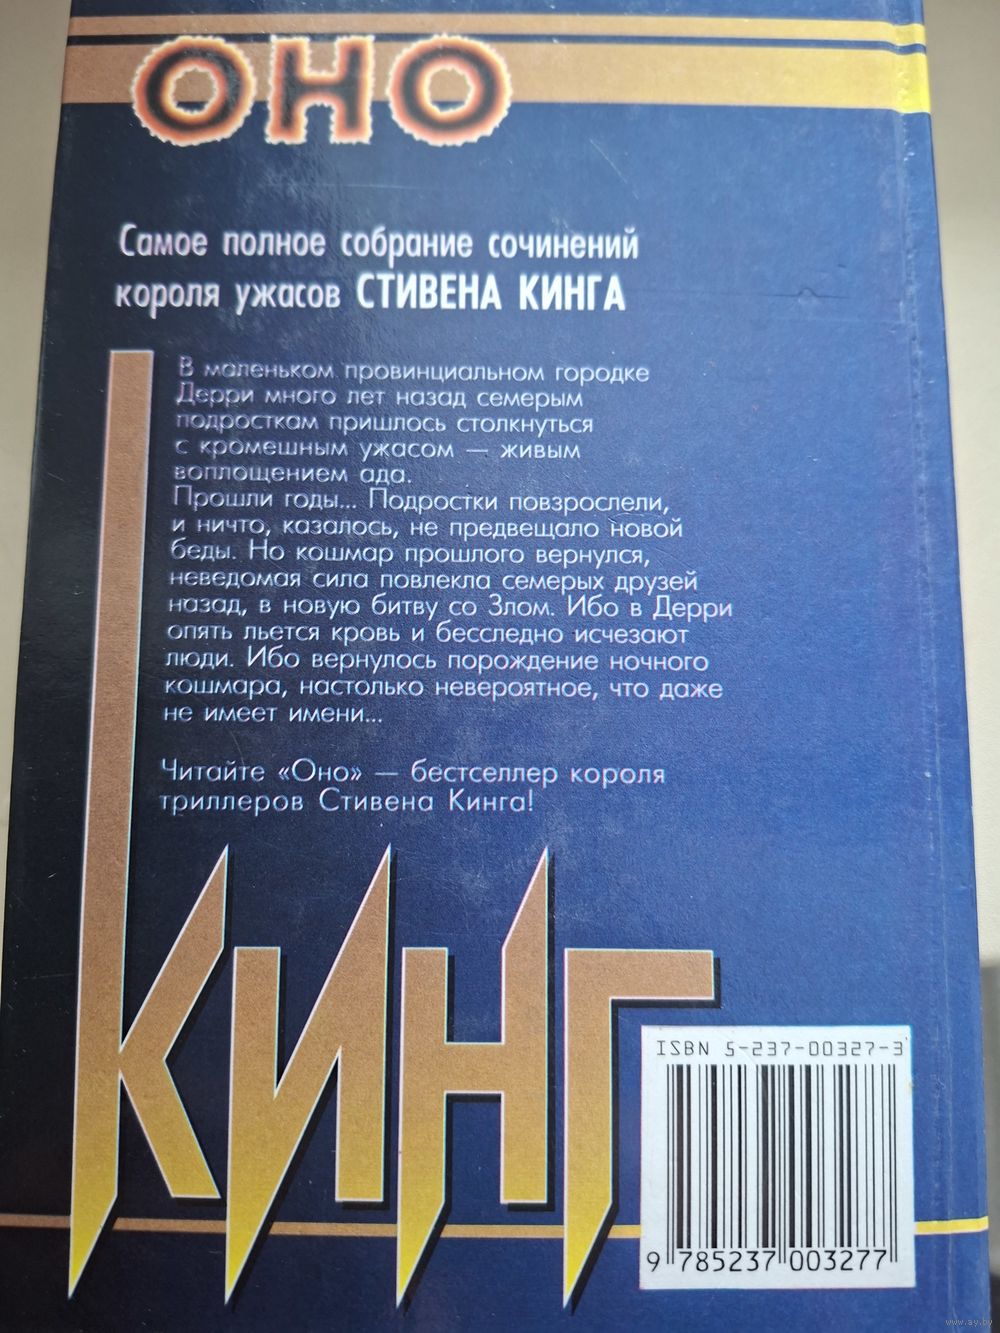 ОНО
Самое полное собрание сочинений
короля ужасов СТИВЕНА КИНГА
В маленьком провинциальном городке
Дерри много лет назад семерым
подросткам пришлось столкнуться
с кромешным ужасом — живым
воплощением ада.
Прошли годы... Подростки повзрослели,
и ничто, казалось, не предвещало новой
беды. Но кошмар прошлого вернулся,
неведомая сила повлекла семерых друзей
назад, в новую битву со Злом. Ибо в Дерри
опять льется кровь и бесследно исчезают
люди. Ибо вернулось порождение ночного
кошмара, настолько невероятное, что даже
не имеет имени...
Читайте «Оно» — бестселлер короля
триллеров Стивена Кинга!
КИНГ
ISBN 5-237-00327-3
9 785237 003277
www.ay.by